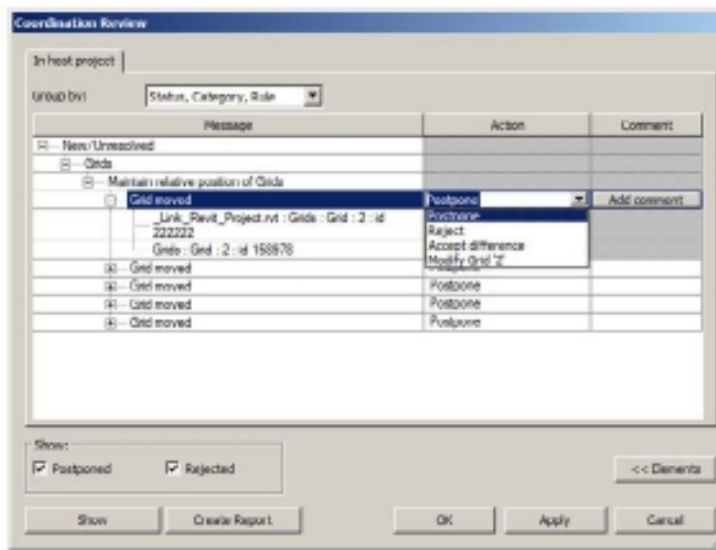 Coordination Review
In host project
Group by: Status, Category, Rule
Message Action Comment
New/Unresolved
Grids
Maintain relative position of Grids
Grid moved Postpone Add comment
_Link_Revit_Project.rvt : Grids : Grid : 2 : id Postpone
222222 Reject
Grids : Grid : 2 : id 158578 Accept difference
Modify Grid '2'
Grid moved
Grid moved Postpone
Grid moved Postpone
Grid moved Postpone
Show:
Postponed Rejected << Elements
Show Create Report OK Apply Cancel